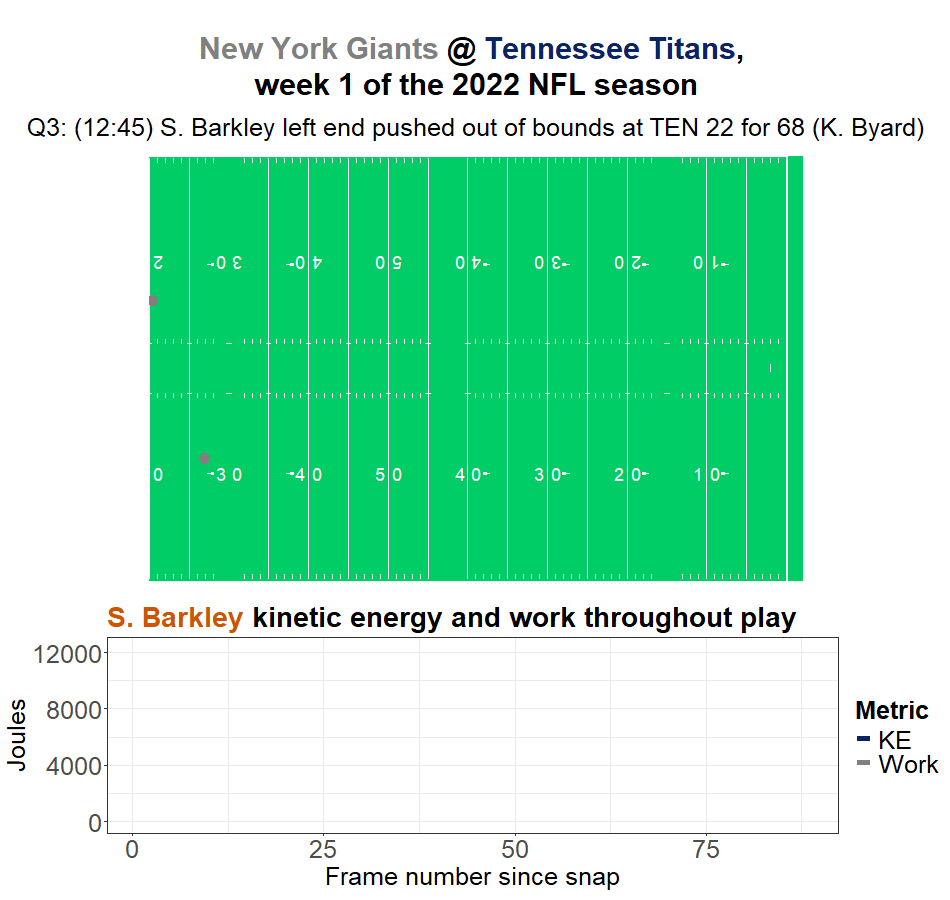 New York Giants @ Tennessee Titans,
week 1 of the 2022 NFL season
Q3: (12:45) S. Barkley left end pushed out of bounds at TEN 22 for 68 (K. Byard)
2 3 0 4 0 5 0 4 0 3 0 2 0 1 0
0 3 0 4 0 5 0 4 0 3 0 2 0 1 0
S. Barkley kinetic energy and work throughout play
12000
8000
4000
0
Joules
0 25 50 75
Frame number since snap
Metric
KE
Work